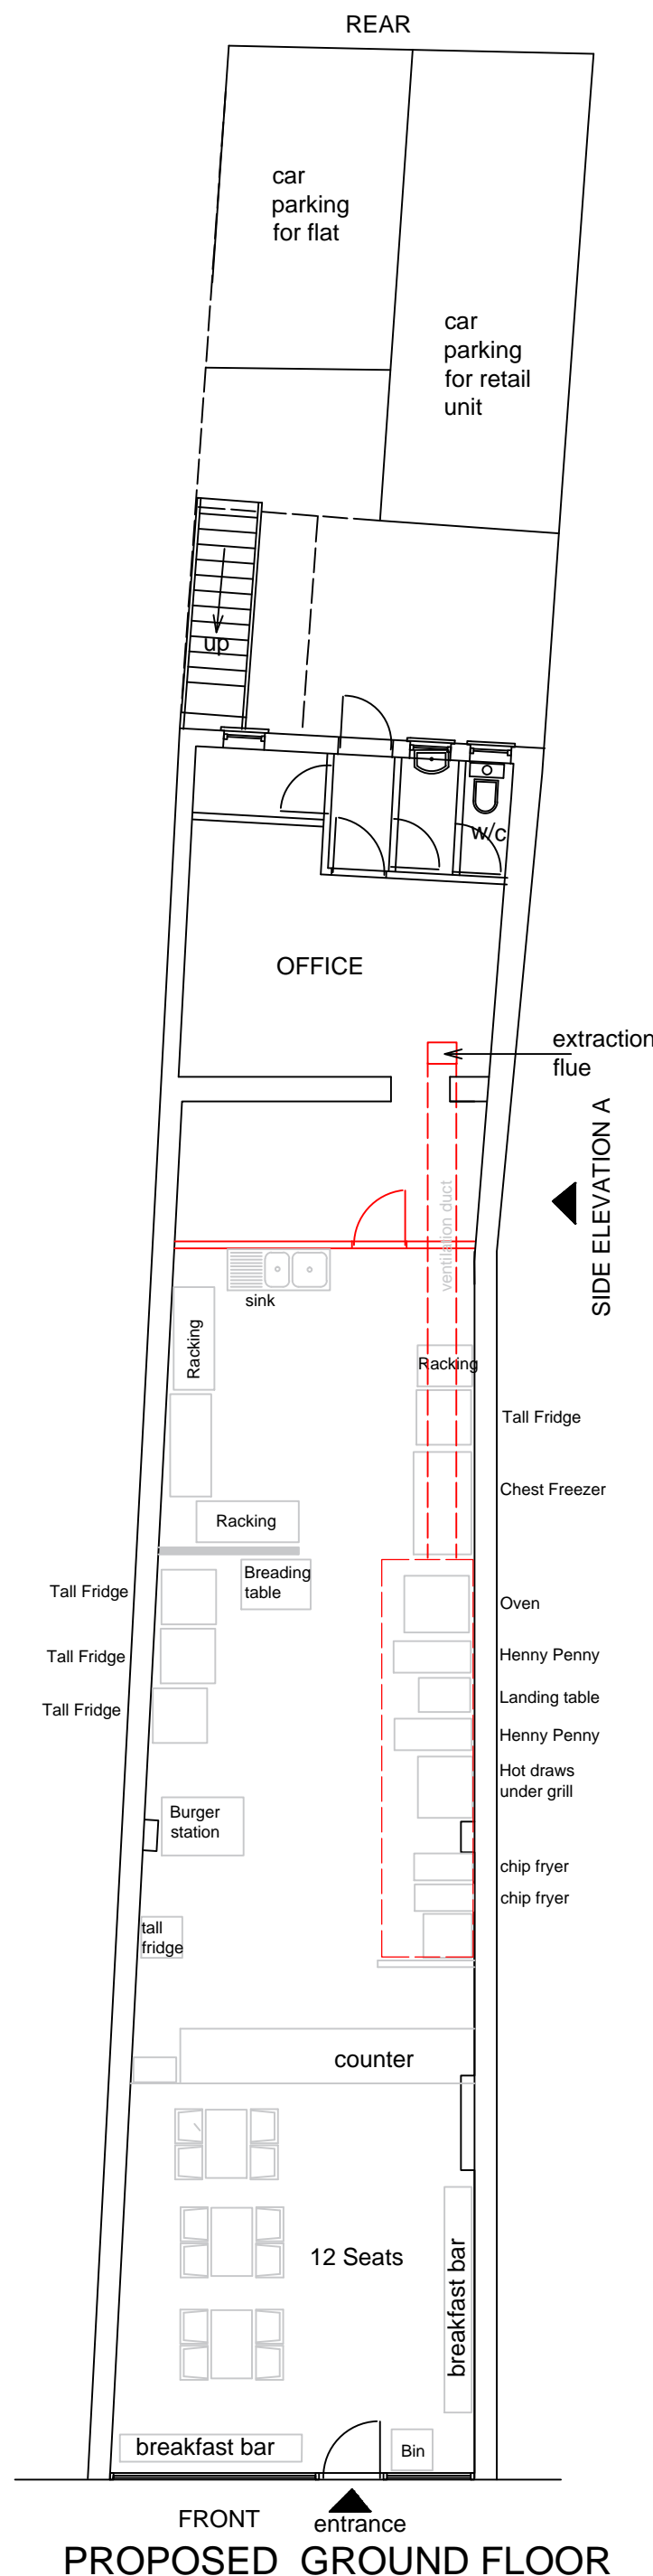 REAR
car
parking
for flat
car
parking
for retail
unit
up
w/c
OFFICE
extraction
flue
SIDE ELEVATION A
ventilation duct
sink
Racking
Racking
Tall Fridge
Chest Freezer
Racking
Breading
table
Tall Fridge
Oven
Tall Fridge
Henny Penny
Landing table
Tall Fridge
Henny Penny
Hot draws
under grill
Burger
station
chip fryer
chip fryer
tall
fridge
counter
12 Seats
breakfast bar
breakfast bar
Bin
FRONT
entrance
PROPOSED GROUND FLOOR